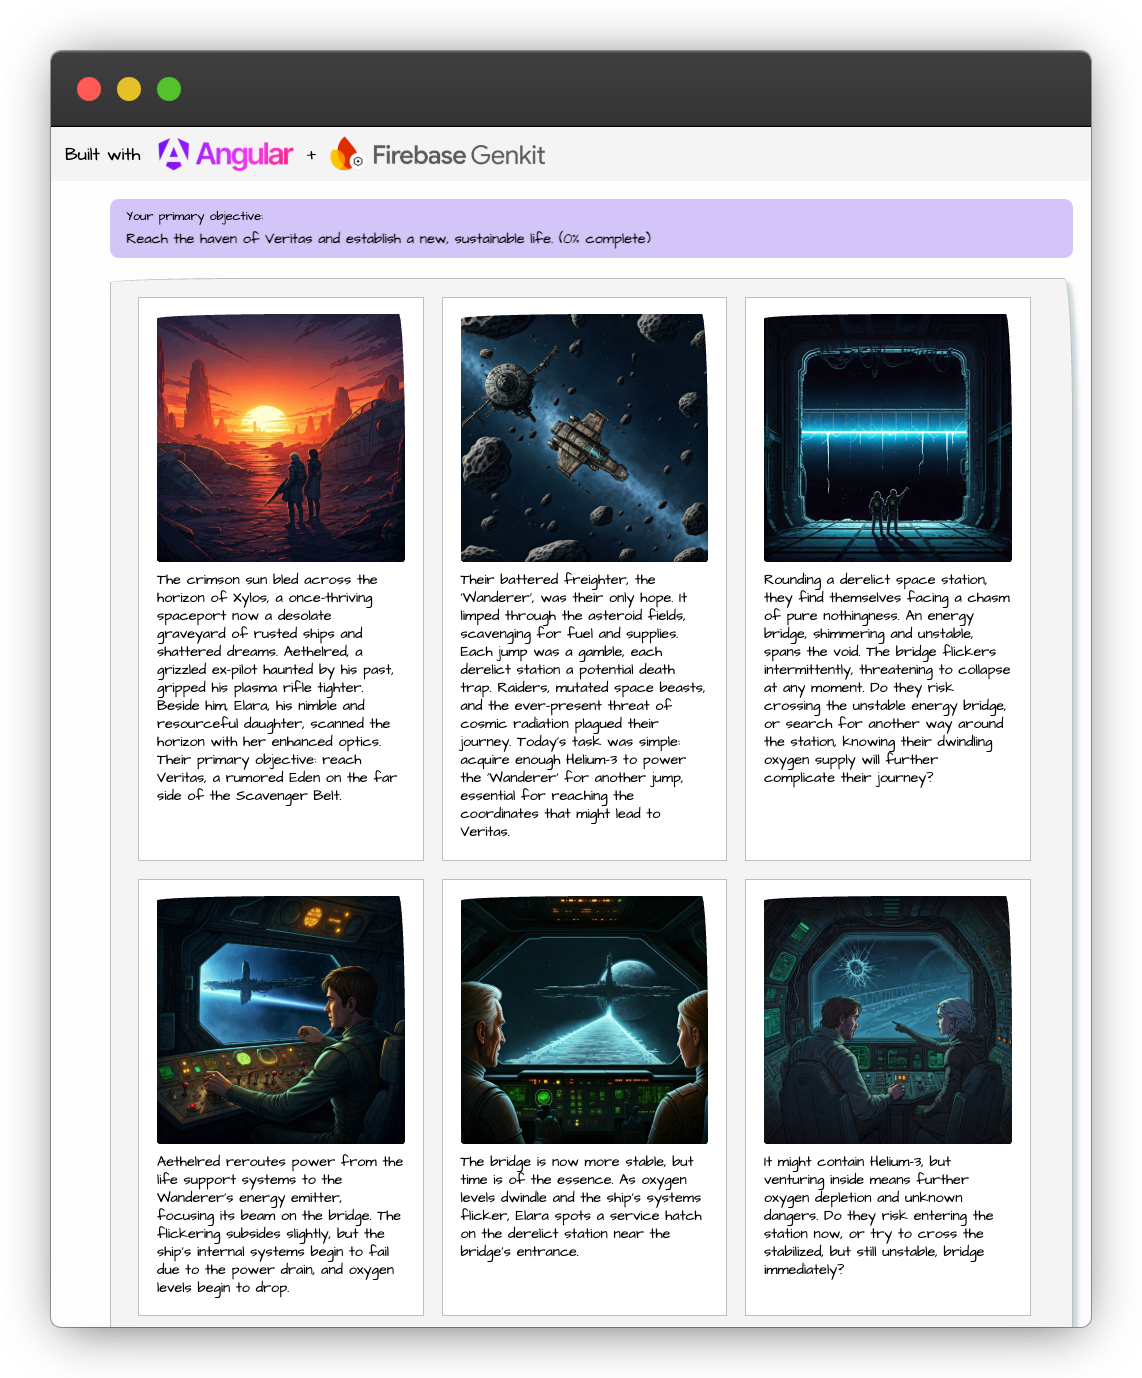 Built with Angular + Firebase Genkit
Your primary objective:
Reach the haven of Veritas and establish a new, sustainable life. (0% complete)
The crimson sun bled across the
horizon of Xylos, a once-thriving
spaceport now a desolate
graveyard of rusted ships and
shattered dreams. Aethelred, a
grizzled ex-pilot haunted by his past,
gripped his plasma rifle tighter.
Beside him, Elara, his nimble and
resourceful daughter, scanned the
horizon with her enhanced optics.
Their primary objective: reach
Veritas, a rumored Eden on the far
side of the Scavenger Belt.
Their battered freighter, the
'Wanderer', was their only hope. It
limped through the asteroid fields,
scavenging for fuel and supplies.
Each jump was a gamble, each
derelict station a potential death
trap. Raiders, mutated space beasts,
and the ever-present threat of
cosmic radiation plagued their
journey. Today's task was simple:
acquire enough Helium-3 to power
the 'Wanderer' for another jump,
essential for reaching the
coordinates that might lead to
Veritas.
Rounding a derelict space station,
they find themselves facing a chasm
of pure nothingness. An energy
bridge, shimmering and unstable,
spans the void. The bridge flickers
intermittently, threatening to collapse
at any moment. Do they risk
crossing the unstable energy bridge,
or search for another way around
the station, knowing their dwindling
oxygen supply will further
complicate their journey?
Aethelred reroutes power from the
life support systems to the
Wanderer's energy emitter,
focusing its beam on the bridge. The
flickering subsides slightly, but the
ship's internal systems begin to fail
due to the power drain, and oxygen
levels begin to drop.
The bridge is now more stable, but
time is of the essence. As oxygen
levels dwindle and the ship's systems
flicker, Elara spots a service hatch
on the derelict station near the
bridge's entrance.
It might contain Helium-3, but
venturing inside means further
oxygen depletion and unknown
dangers. Do they risk entering the
station now, or try to cross the
stabilized, but still unstable, bridge
immediately?